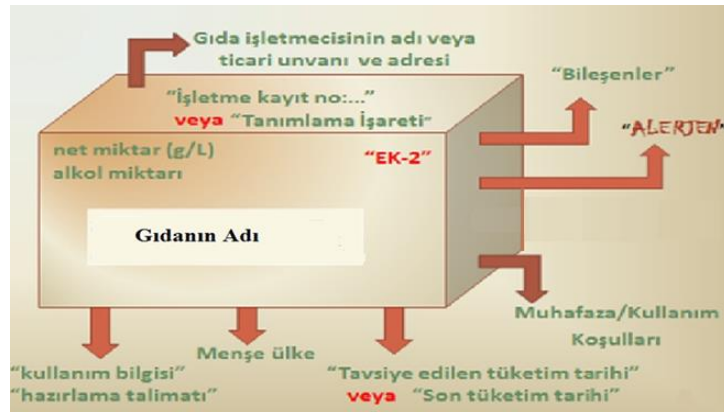 Gıda işletmecisinin adı veya
ticari unvanı ve adresi
"Bileşenler"
"İşletme kayıt no:..."
veya "Tanımlama İşareti"
"ALERJEN"
net miktar (g/L)
alkol miktarı
"EK-2"
Gıdanın Adı
Muhafaza/Kullanım
Koşulları
Menşe ülke
"kullanım bilgisi"
"hazırlama talimatı"
"Tavsiye edilen tüketim tarihi"
veya "Son tüketim tarihi"